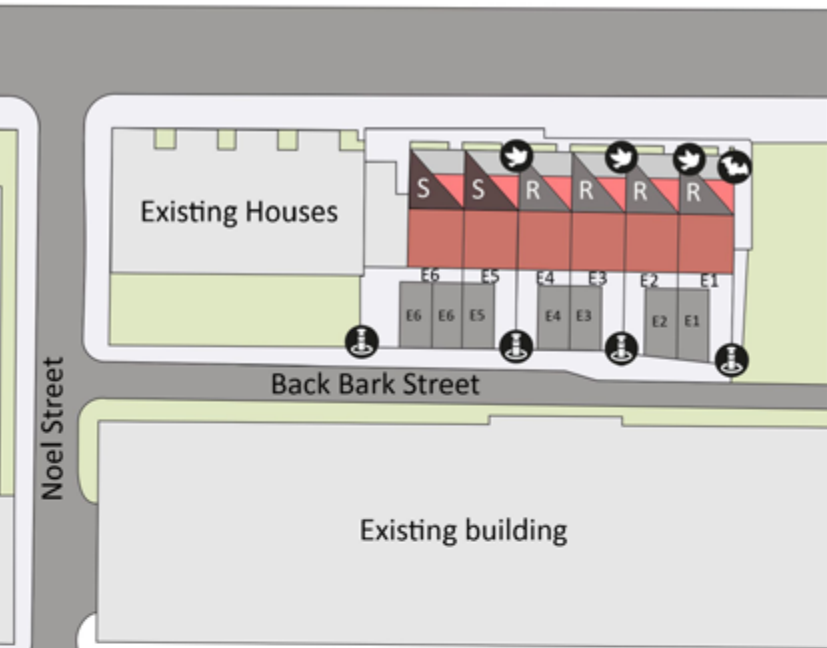 S S R R R R
Existing Houses
E6 E5 E4 E3 E2 E1
E6 E6 E5 E4 E3 E2 E1
Back Bark Street
Noel Street
Existing building